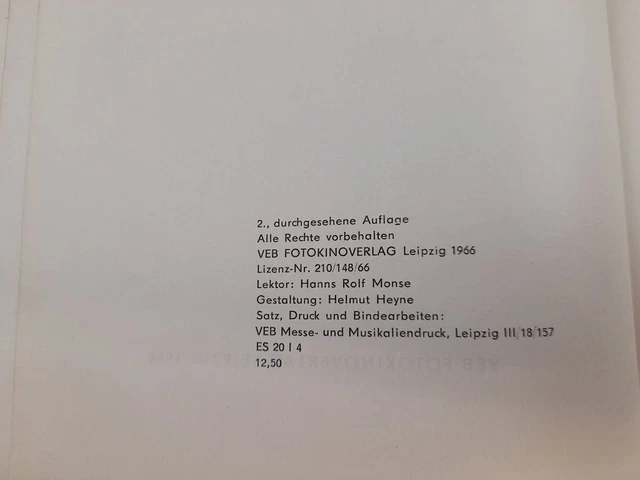 2., durchgesehene Auflage
Alle Rechte vorbehalten
VEB FOTOKINOVERLAG Leipzig 1966
Lizenz-Nr. 210/148/66
Lektor: Hanns Rolf Monse
Gestaltung: Helmut Heyne
Satz, Druck und Bindearbeiten:
VEB Messe- und Musikaliendruck, Leipzig III/18/157
ES 20 I 4
12,50